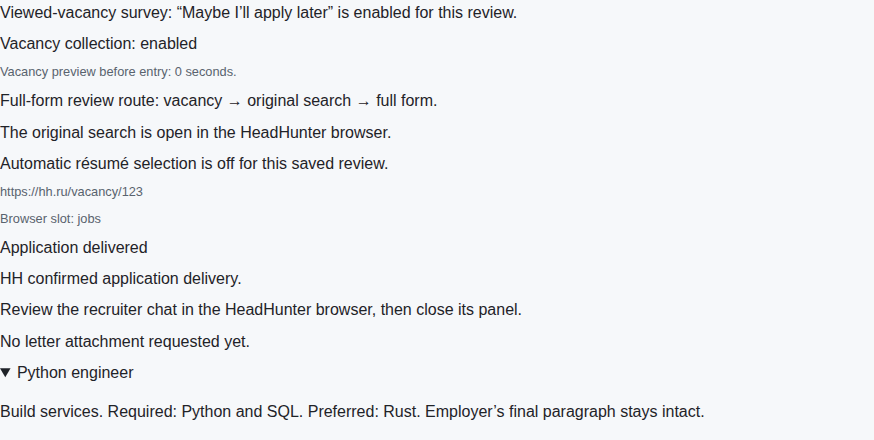 Viewed-vacancy survey: “Maybe I’ll apply later” is enabled for this review.
Vacancy collection: enabled
Vacancy preview before entry: 0 seconds.
Full-form review route: vacancy → original search → full form.
The original search is open in the HeadHunter browser.
Automatic résumé selection is off for this saved review.
https://hh.ru/vacancy/123
Browser slot: jobs
Application delivered
HH confirmed application delivery.
Review the recruiter chat in the HeadHunter browser, then close its panel.
No letter attachment requested yet.
▼ Python engineer
Build services. Required: Python and SQL. Preferred: Rust. Employer’s final paragraph stays intact.